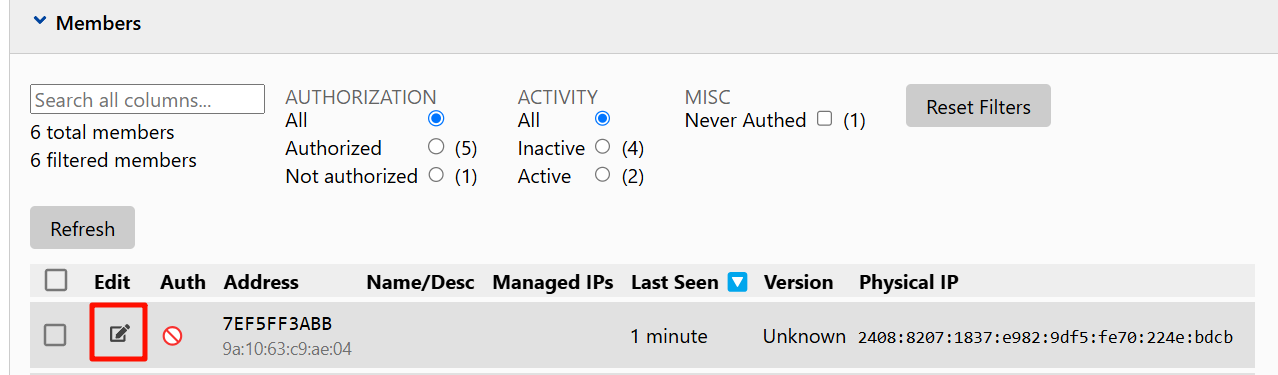 Members
Search all columns...
6 total members
6 filtered members
AUTHORIZATION
All
Authorized (5)
Not authorized (1)
ACTIVITY
All
Inactive (4)
Active (2)
MISC
Never Authed (1)
Reset Filters
Refresh
Edit Auth Address Name/Desc Managed IPs Last Seen Version Physical IP
7EF5FF3ABB 1 minute Unknown 2408:8207:1837:e982:9df5:fe70:224e:bdcb
9a:10:63:c9:ae:04